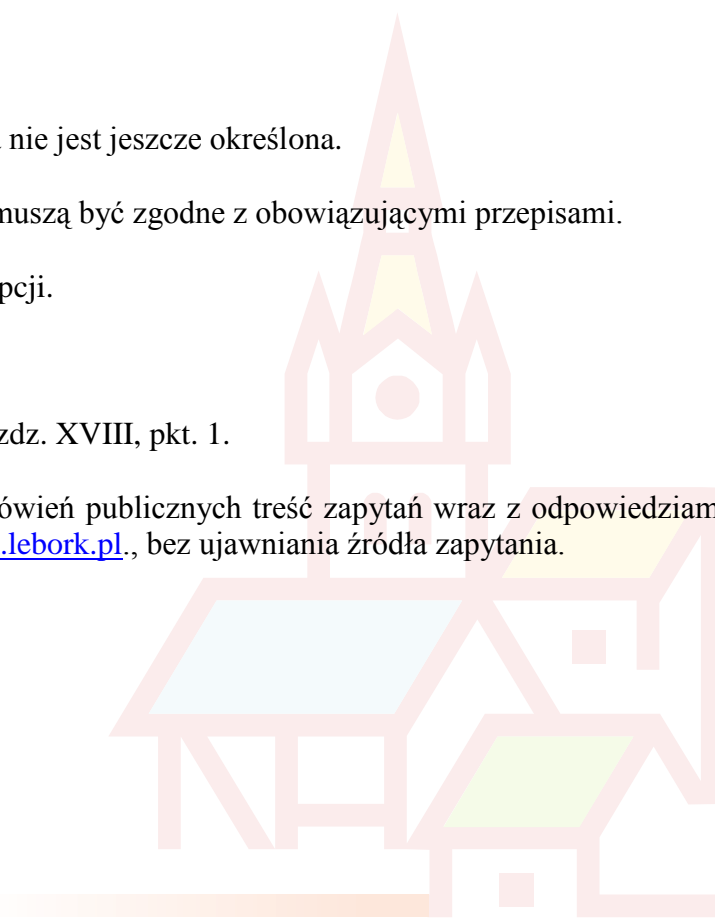 nie jest jeszcze określona.
muszą być zgodne z obowiązującymi przepisami.
pcji.
zdz. XVIII, pkt. 1.
ówień publicznych treść zapytań wraz z odpowiedziam
.lebork.pl., bez ujawniania źródła zapytania.